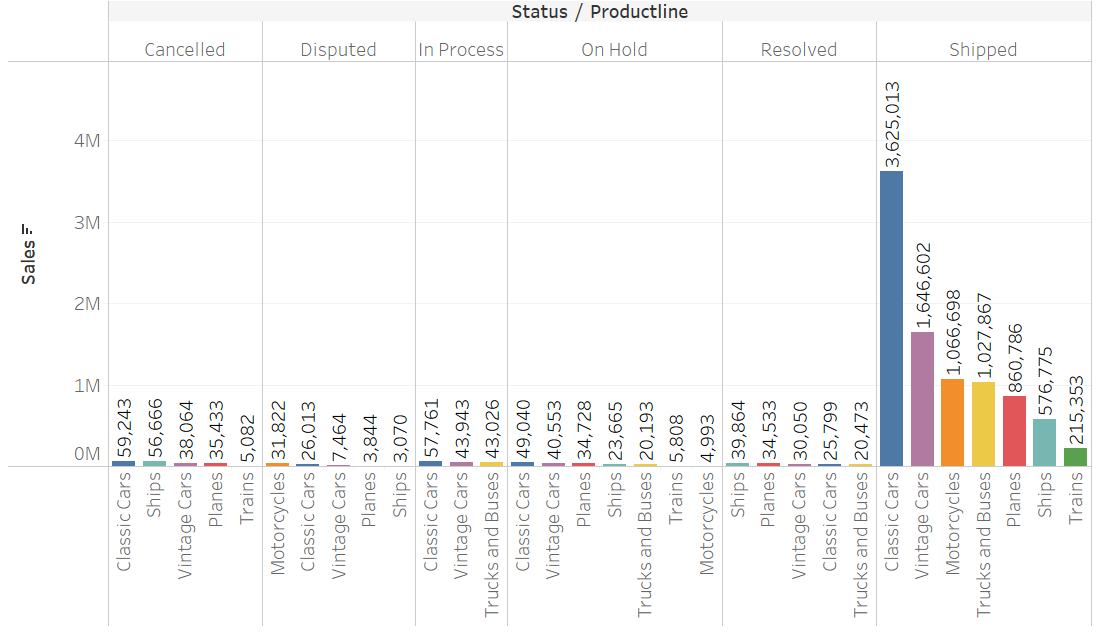 Status / Productline
Cancelled
Disputed
In Process
On Hold
Resolved
Shipped
Sales
4M
3M
2M
1M
0M
59,243
56,666
38,064
35,433
5,082
31,822
26,013
7,464
3,844
3,070
57,761
43,943
43,026
49,040
40,553
34,728
23,665
20,193
5,808
4,993
39,864
34,533
30,050
25,799
20,473
3,625,013
1,646,602
1,066,698
1,027,867
860,786
576,775
215,353
Classic Cars
Ships
Vintage Cars
Planes
Trains
Motorcycles
Classic Cars
Vintage Cars
Planes
Ships
Classic Cars
Vintage Cars
Trucks and Buses
Classic Cars
Vintage Cars
Planes
Ships
Trucks and Buses
Trains
Motorcycles
Ships
Planes
Vintage Cars
Classic Cars
Trucks and Buses
Classic Cars
Vintage Cars
Motorcycles
Trucks and Buses
Planes
Ships
Trains